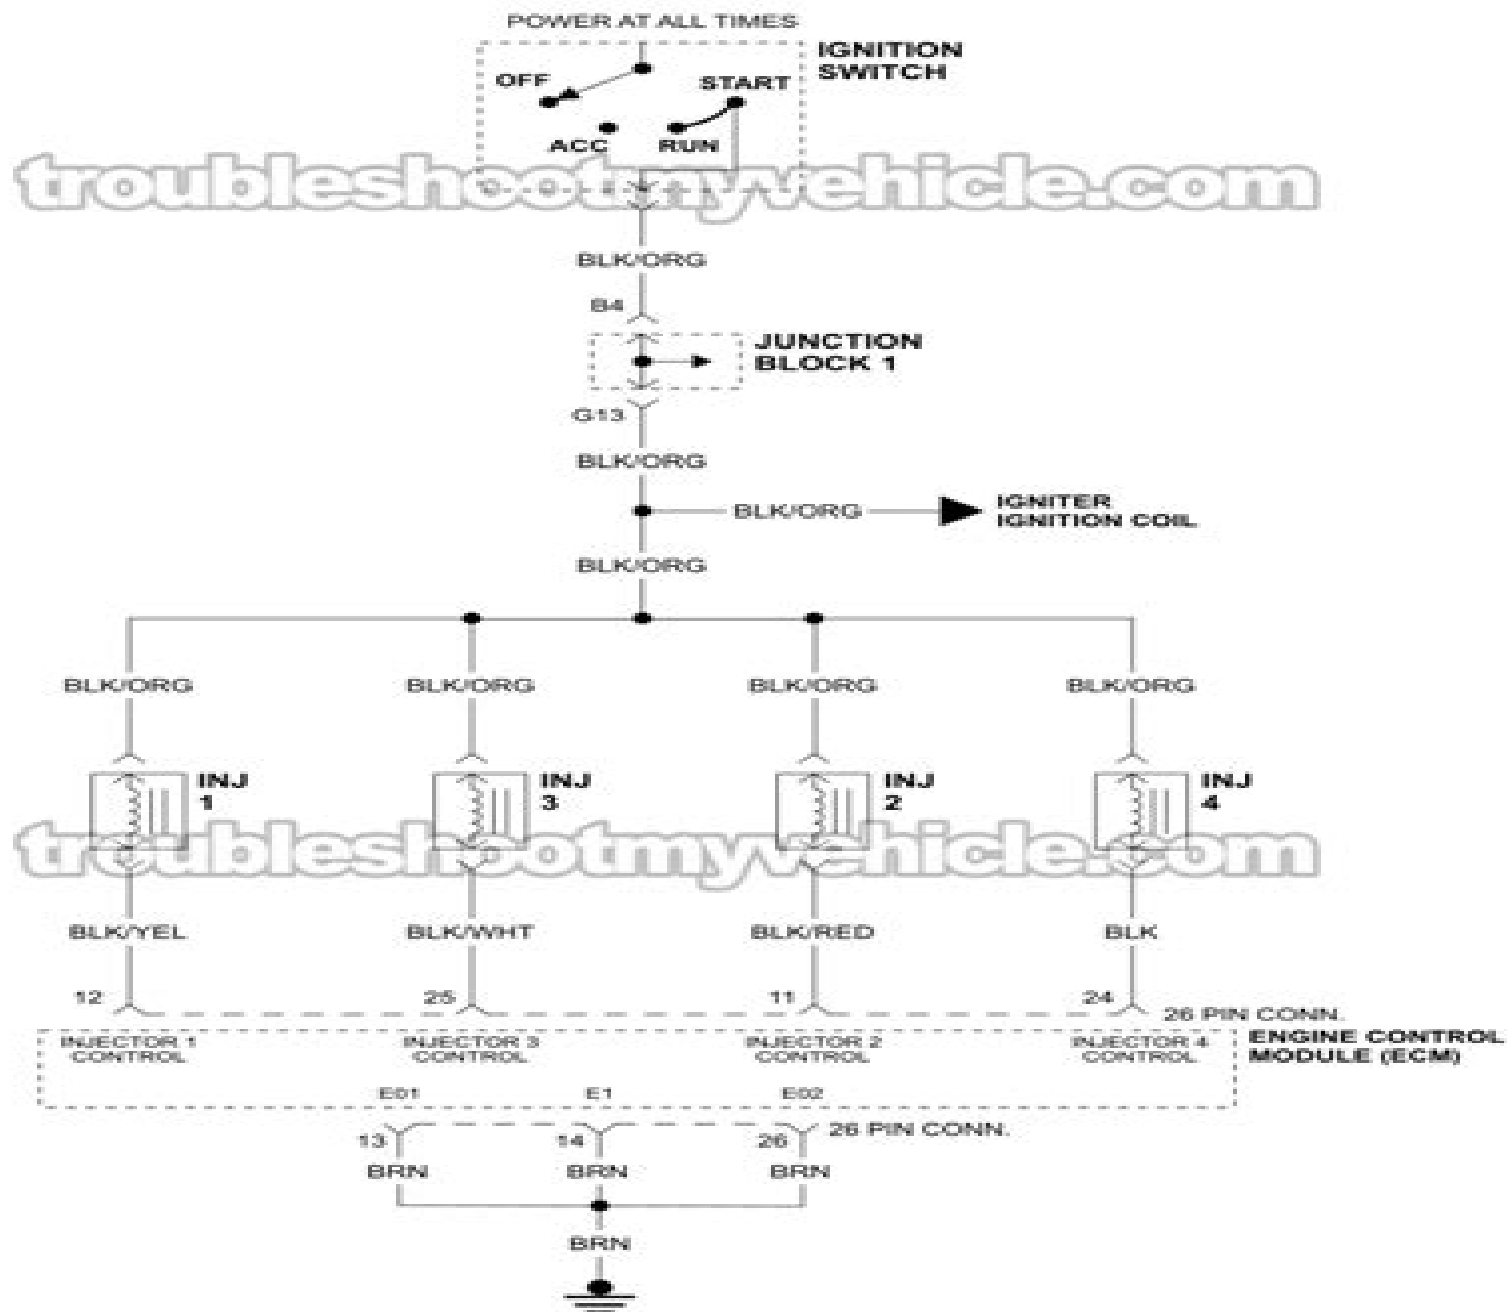 POWER AT ALL TIMES
IGNITION
SWITCH
OFF
START
ACC
RUN
troubleshootmyvehicle.com
BLK/ORG
B4
JUNCTION
BLOCK 1
G13
BLK/ORG
BLK/ORG
IGNITER
IGNITION COIL
BLK/ORG
BLK/ORG
BLK/ORG
BLK/ORG
BLK/ORG
INJ
1
INJ
3
INJ
2
INJ
4
troubleshootmyvehicle.com
BLK/YEL
BLK/WHT
BLK/RED
BLK
12
25
11
24
26 PIN CONN.
INJECTOR 1
CONTROL
INJECTOR 3
CONTROL
INJECTOR 2
CONTROL
INJECTOR 4
CONTROL
ENGINE CONTROL
MODULE (ECM)
E01
E1
E02
13
14
26
26 PIN CONN.
BRN
BRN
BRN
BRN